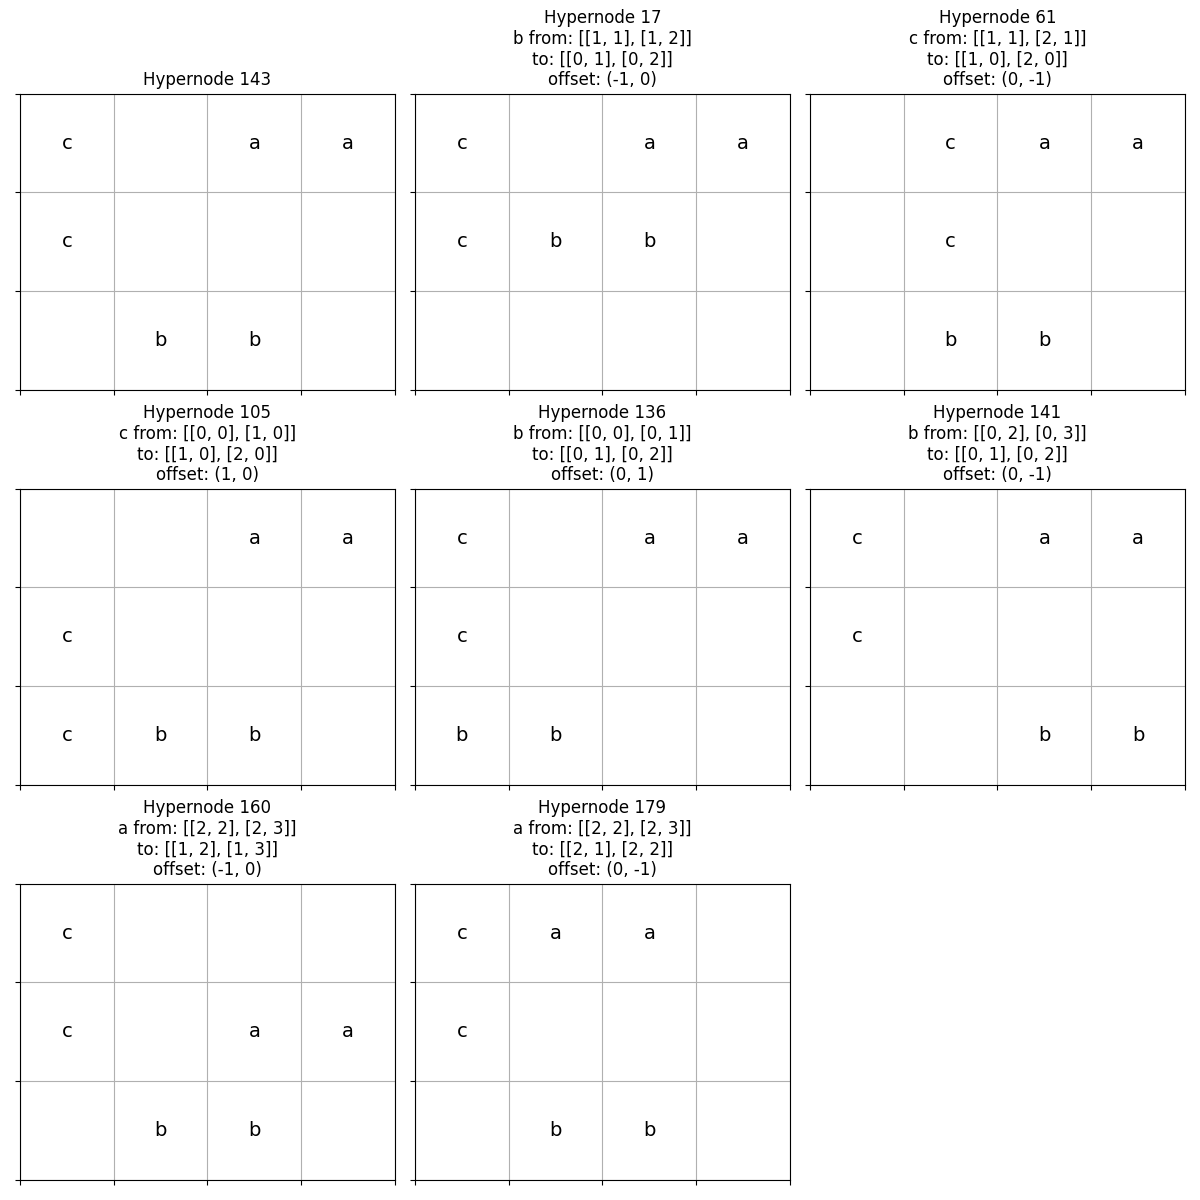 Hypernode 143
c a a
c
b b
Hypernode 17
b from: [[1, 1], [1, 2]]
to: [[0, 1], [0, 2]]
offset: (-1, 0)
c a a
c b b
Hypernode 61
c from: [[1, 1], [2, 1]]
to: [[1, 0], [2, 0]]
offset: (0, -1)
c a a
c
b b
Hypernode 105
c from: [[0, 0], [1, 0]]
to: [[1, 0], [2, 0]]
offset: (1, 0)
a a
c
c b b
Hypernode 136
b from: [[0, 0], [0, 1]]
to: [[0, 1], [0, 2]]
offset: (0, 1)
c a a
c
b b
Hypernode 141
b from: [[0, 2], [0, 3]]
to: [[0, 1], [0, 2]]
offset: (0, -1)
c a a
c
b b
Hypernode 160
a from: [[2, 2], [2, 3]]
to: [[1, 2], [1, 3]]
offset: (-1, 0)
c
c a a
b b
Hypernode 179
a from: [[2, 2], [2, 3]]
to: [[2, 1], [2, 2]]
offset: (0, -1)
c a a
c
b b